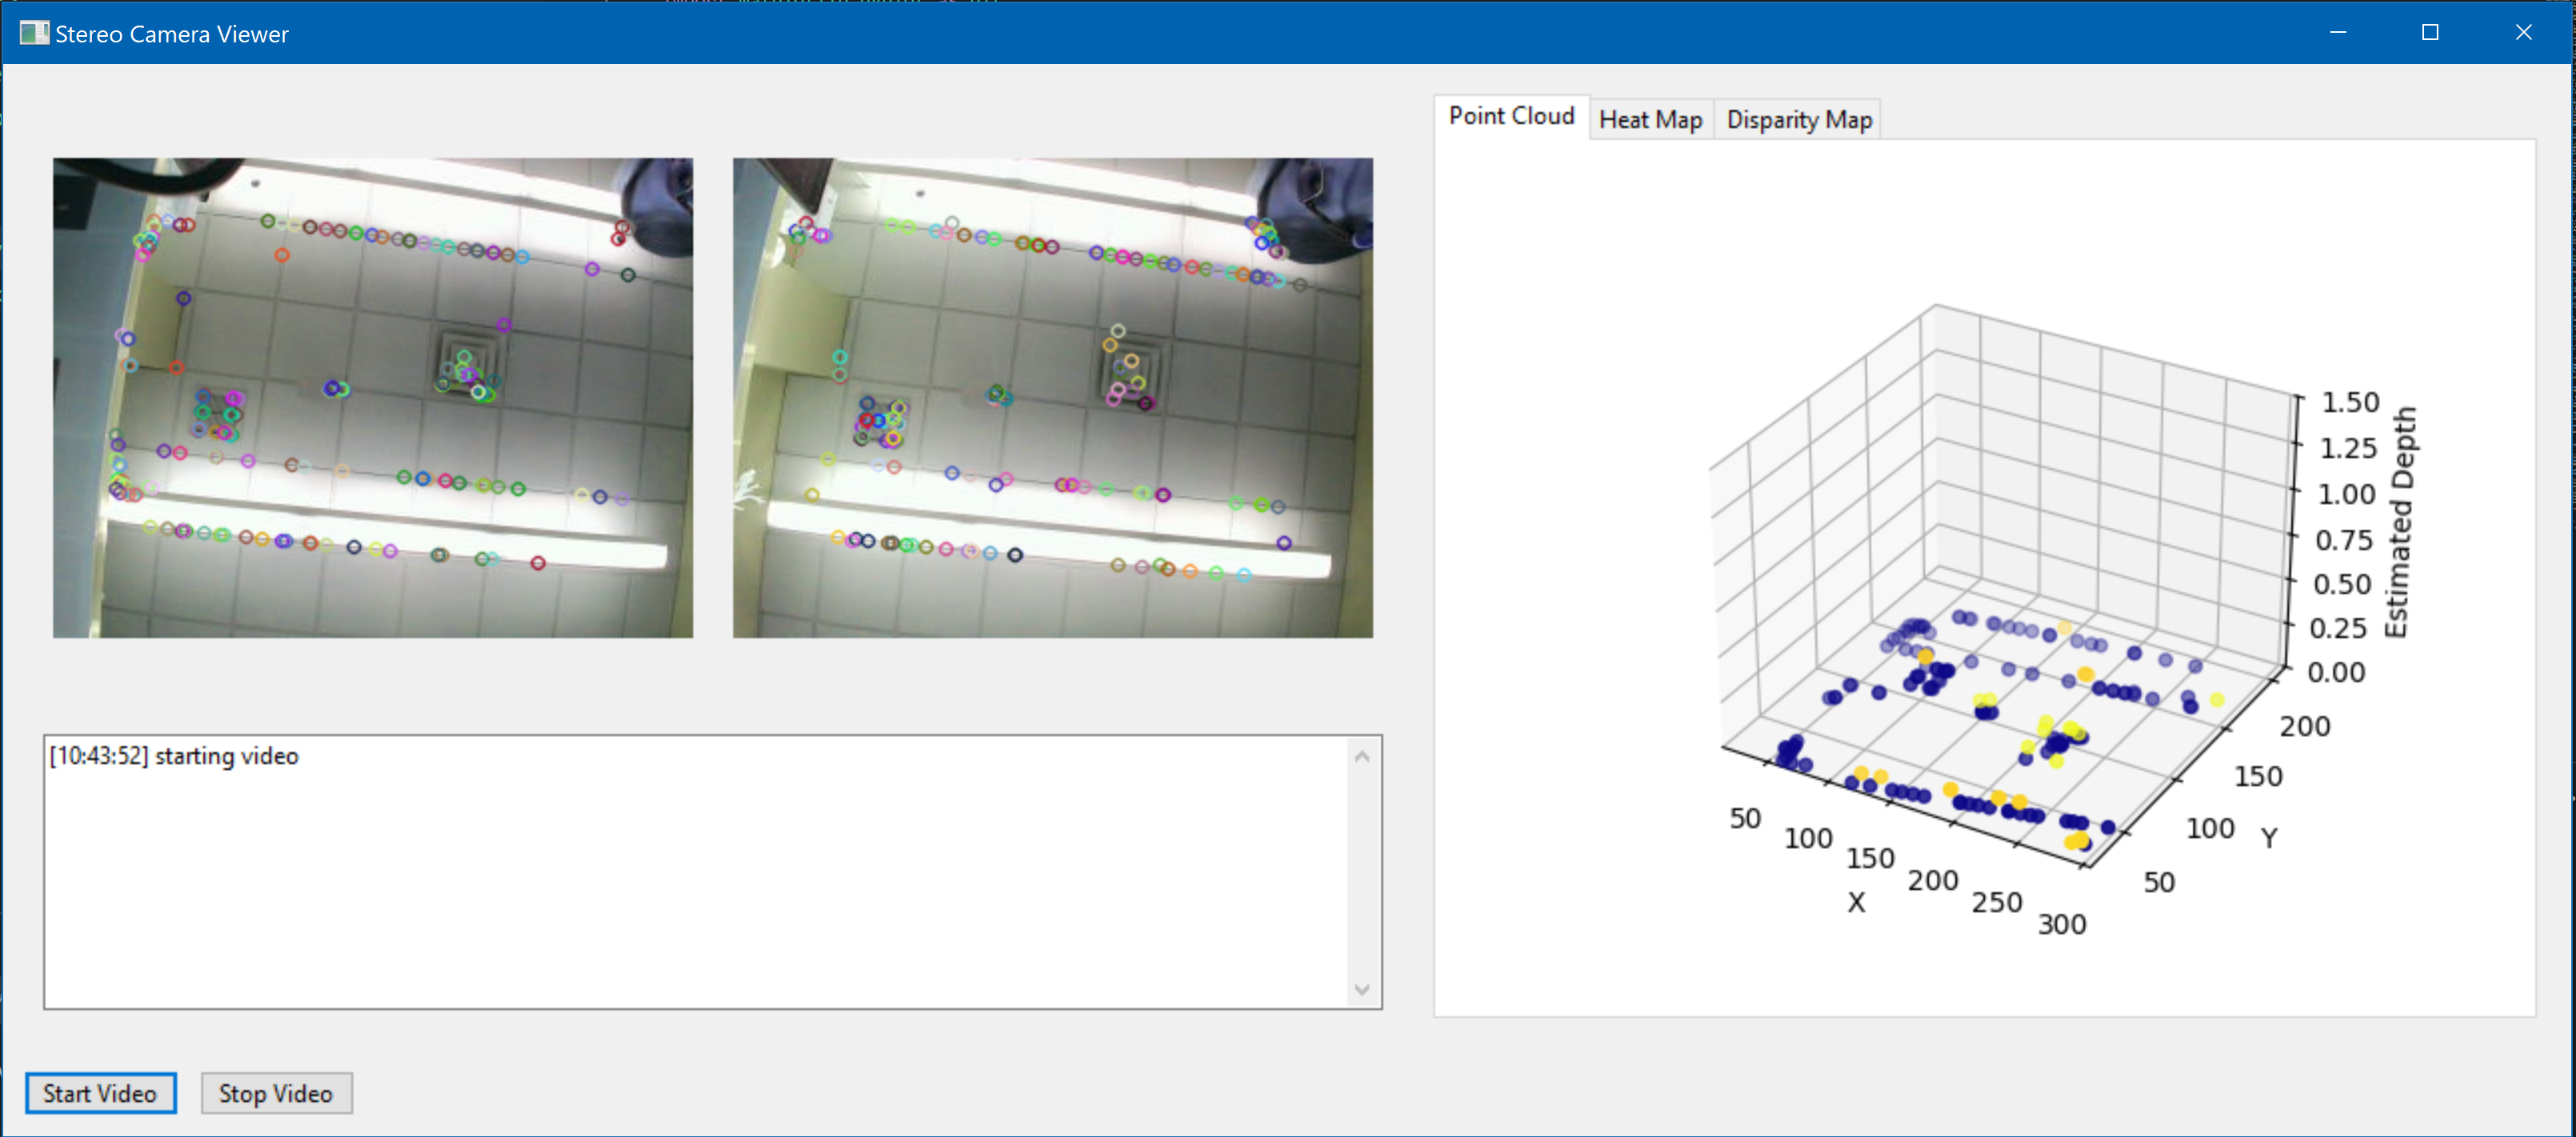 Stereo Camera Viewer
Point Cloud
Heat Map
Disparity Map
1.50
1.25
1.00
0.75
0.50
0.25
0.00
Estimated Depth
200
150
100
50
Y
50
100
150
200
250
300
X
[10:43:52] starting video
Start Video
Stop Video